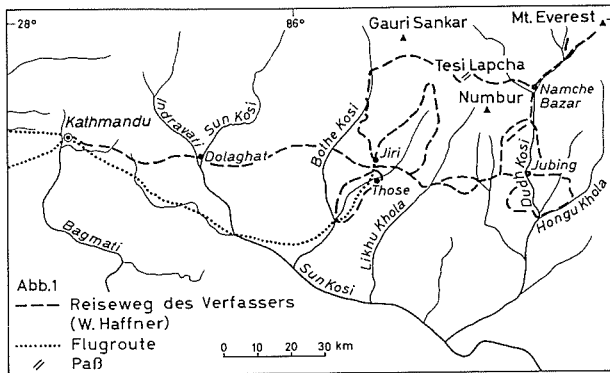 28°
86
Gauri Sankar
Mt. Everest
Tesi Lapcha
Numbur
Namche
Bazar
Indravati
Sun Kosi
Bothe Kosi
Kathmandu
Dolaghat
Jiri
Those
Dudh Kosi
Jubing
Likhu Khola
Hongu Khola
Bagmati
Sun Kosi
Abb.1
Reiseweg des Verfassers
(W. Haffner)
Flugroute
Paß
0 10 20 30 km